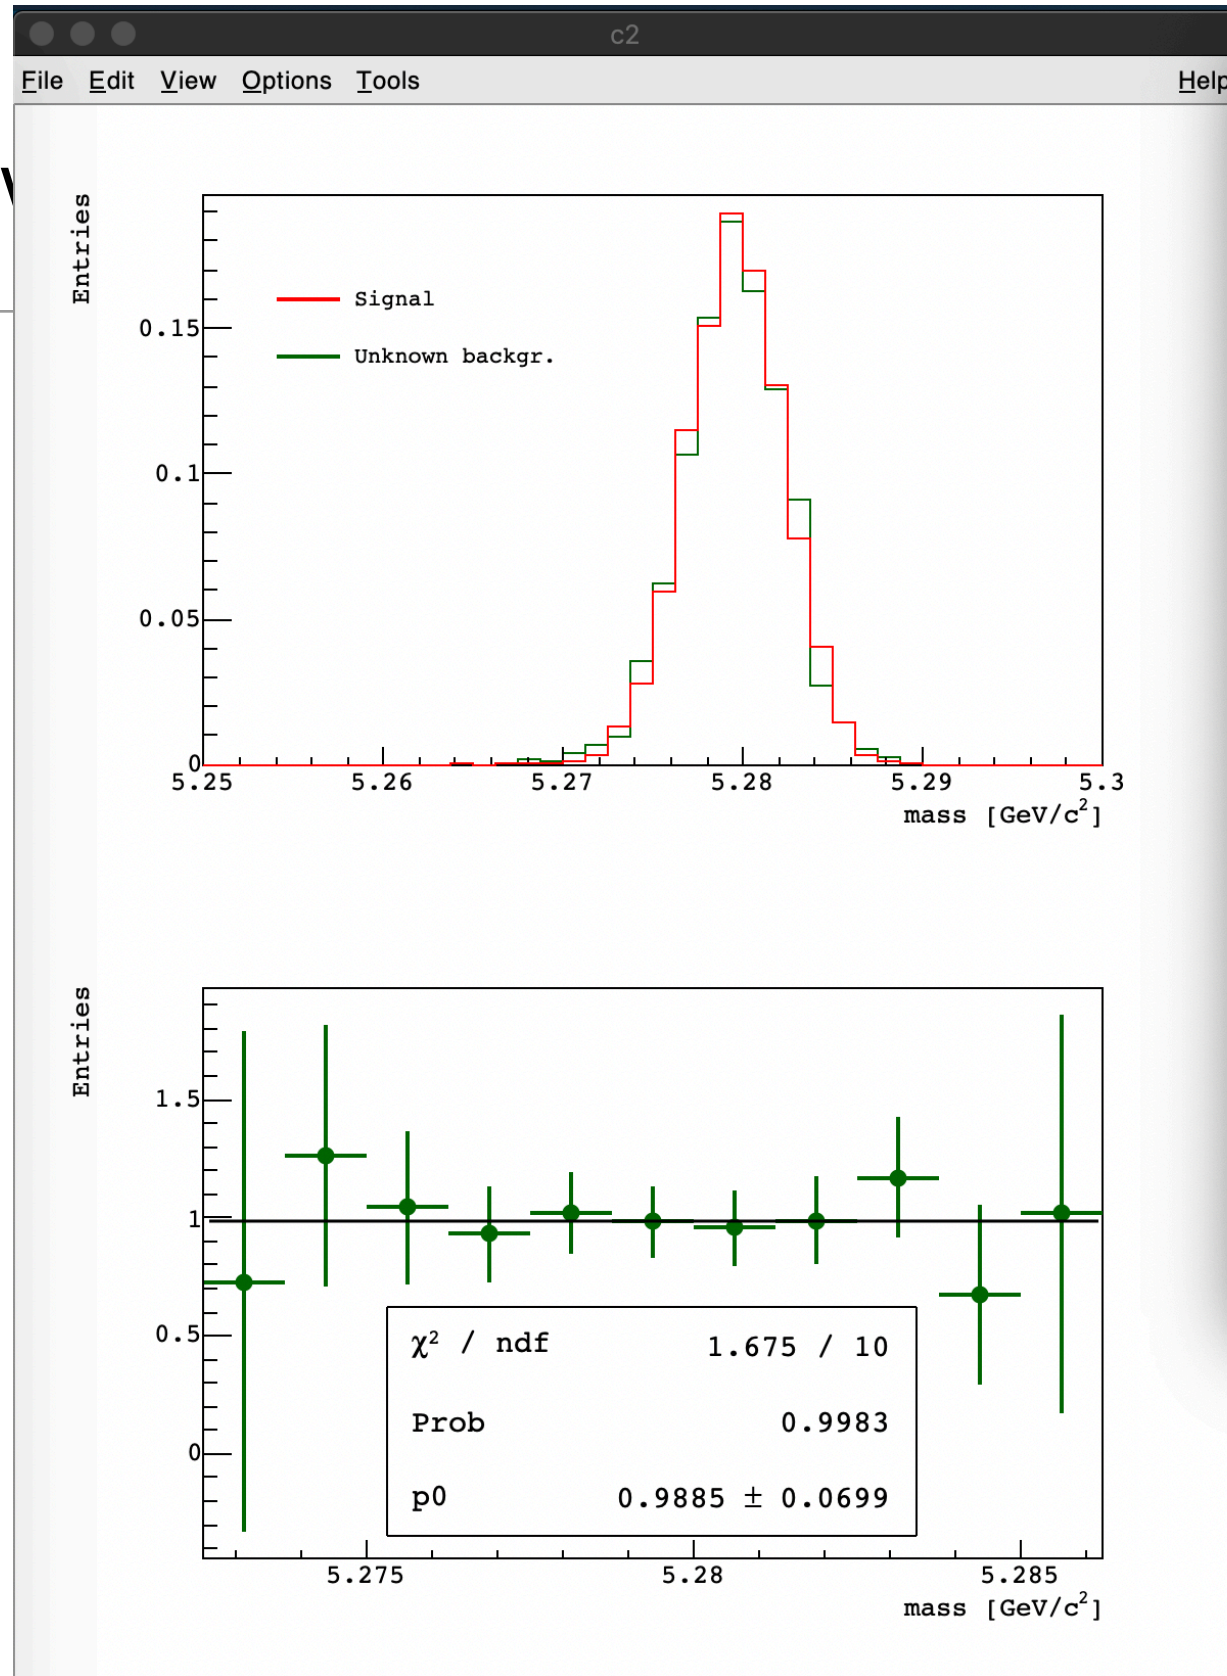 c2
File Edit View Options Tools Help
Entries
Signal
Unknown backgr.
0.15
0.1
0.05
0
5.25 5.26 5.27 5.28 5.29 5.3
mass [GeV/c²]
Entries
1.5
1
0.5
0
χ² / ndf 1.675 / 10
Prob 0.9983
p0 0.9885 ± 0.0699
5.275 5.28 5.285
mass [GeV/c²]